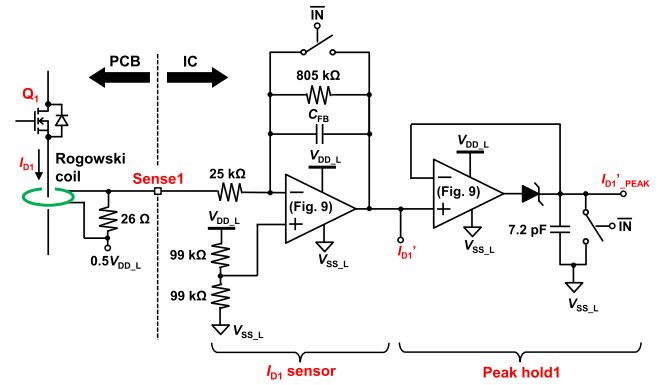 IN
PCB
IC
805 kΩ
Q1
CFB
VDD_L
VDD_L
ID1
Rogowski
coil
Sense1
25 kΩ
(Fig. 9)
(Fig. 9)
ID1'_PEAK
26 Ω
VDD_L
7.2 pF
IN
0.5VDD_L
99 kΩ
VSS_L
ID1'
VSS_L
99 kΩ
VSS_L
VSS_L
ID1 sensor
Peak hold1